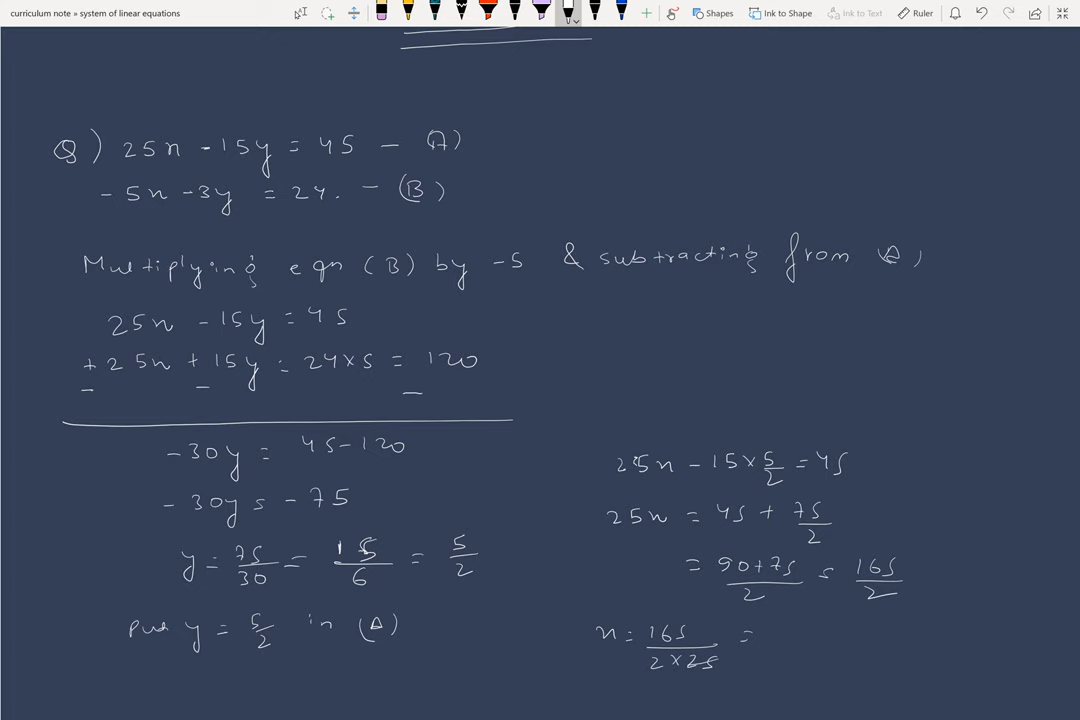 curriculum note » system of linear equations
Shapes Ink to Shape Ink to Text Ruler
Q) 25x - 15y = 45 - (A)
- 5x - 3y = 24. - (B)
Multiplying eqn (B) by -5 & subtracting from (A)
25x - 15y = 45
+ 25x + 15y = 24 × 5 = 120
- - -
- 30y = 45 - 120
- 30y = - 75
y = 75/30 = 15/6 = 5/2
Put y = 5/2 in (A)
25x - 15 × 5/2 = 45
25x = 45 + 75/2
= 90+75/2 = 165/2
x = 165/2 × 25 =